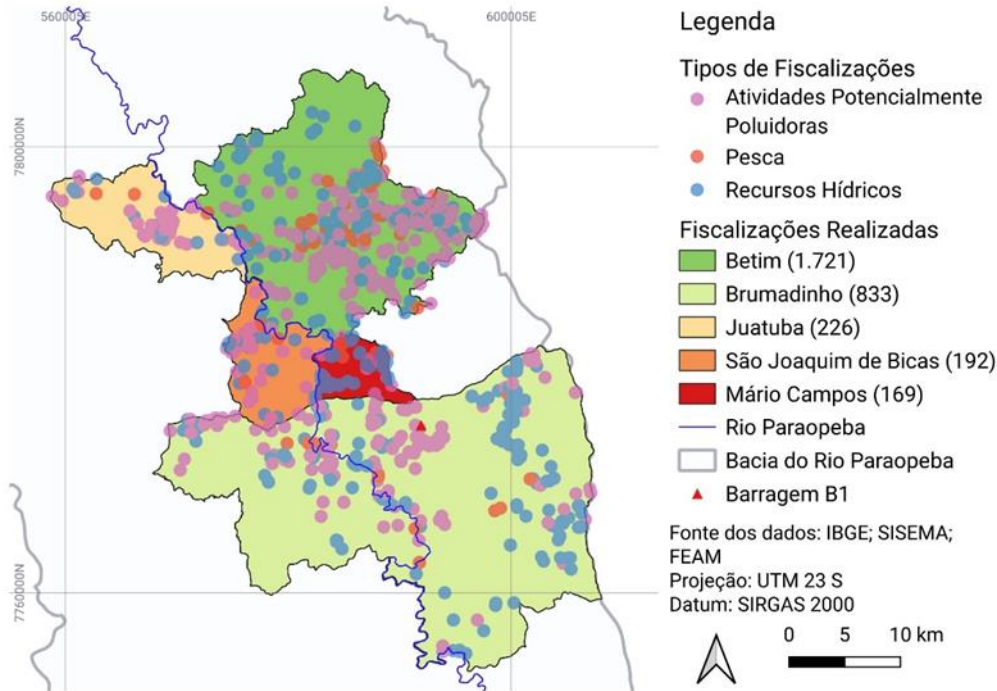 560005E
600005E
7800000N
7760000N
Legenda
Tipos de Fiscalizações
Atividades Potencialmente
Poluidoras
Pesca
Recursos Hídricos
Fiscalizações Realizadas
Betim (1.721)
Brumadinho (833)
Juatuba (226)
São Joaquim de Bicas (192)
Mário Campos (169)
Rio Paraopeba
Bacia do Rio Paraopeba
Barragem B1
Fonte dos dados: IBGE; SISEMA;
FEAM
Projeção: UTM 23 S
Datum: SIRGAS 2000
0 5 10 km